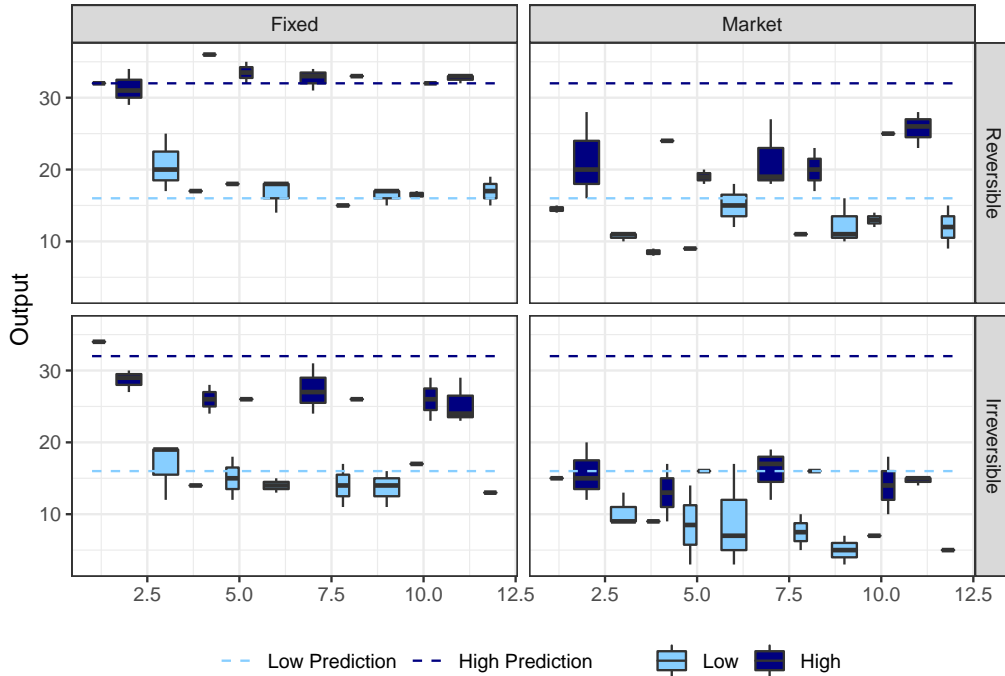 Fixed
Market
Output
30
20
10
Reversible
30
20
10
Irreversible
2.5 5.0 7.5 10.0 12.5
2.5 5.0 7.5 10.0 12.5
Low Prediction High Prediction Low High